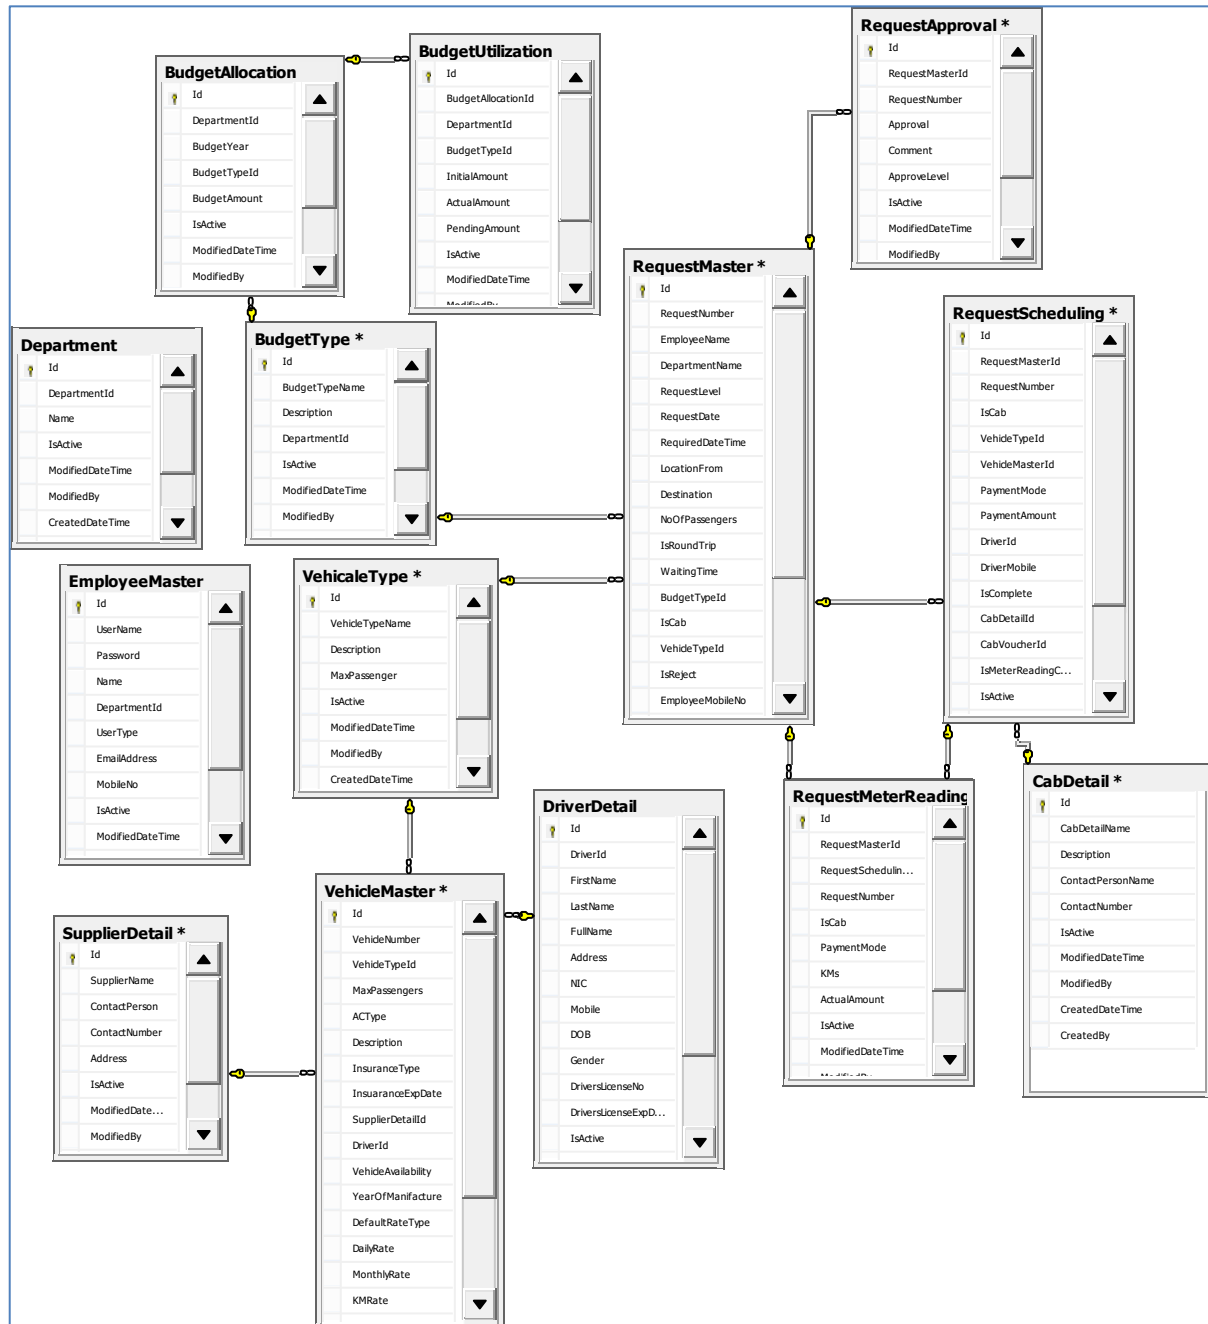 BudgetAllocation
Id
DepartmentId
BudgetYear
BudgetTypeId
BudgetAmount
IsActive
ModifiedDateTime
ModifiedBy
BudgetUtilization
Id
BudgetAllocationId
DepartmentId
BudgetTypeId
InitialAmount
ActualAmount
PendingAmount
IsActive
ModifiedDateTime
ModifiedBy
RequestApproval *
Id
RequestMasterId
RequestNumber
Approval
Comment
ApproveLevel
IsActive
ModifiedDateTime
ModifiedBy
Department
Id
DepartmentId
Name
IsActive
ModifiedDateTime
ModifiedBy
CreatedDateTime
BudgetType *
Id
BudgetTypeName
Description
DepartmentId
IsActive
ModifiedDateTime
ModifiedBy
RequestMaster *
Id
RequestNumber
EmployeeName
DepartmentName
RequestLevel
RequestDate
RequiredDateTime
LocationFrom
Destination
NoOfPassengers
IsRoundTrip
WaitingTime
BudgetTypeId
IsCab
VehicleTypeId
IsReject
EmployeeMobileNo
RequestScheduling *
Id
RequestMasterId
RequestNumber
IsCab
VehicleTypeId
VehicleMasterId
PaymentMode
PaymentAmount
DriverId
DriverMobile
IsComplete
CabDetailId
CabVoucherId
IsMeterReadingC...
IsActive
EmployeeMaster
Id
UserName
Password
Name
DepartmentId
UserType
EmailAddress
MobileNo
IsActive
ModifiedDateTime
VehicaleType *
Id
VehicleTypeName
Description
MaxPassenger
IsActive
ModifiedDateTime
ModifiedBy
CreatedDateTime
DriverDetail
Id
DriverId
FirstName
LastName
FullName
Address
NIC
Mobile
DOB
Gender
DriversLicenseNo
DriversLicenseExpD...
IsActive
RequestMeterReading
Id
RequestMasterId
RequestSchedulin...
RequestNumber
IsCab
PaymentMode
KMs
ActualAmount
IsActive
ModifiedDateTime
ModifiedBy
CabDetail *
Id
CabDetailName
Description
ContactPersonName
ContactNumber
IsActive
ModifiedDateTime
ModifiedBy
CreatedDateTime
CreatedBy
SupplierDetail *
Id
SupplierName
ContactPerson
ContactNumber
Address
IsActive
ModifiedDate...
ModifiedBy
VehicleMaster *
Id
VehicleNumber
VehicleTypeId
MaxPassengers
ACType
Description
InsuranceType
InsuaranceExpDate
SupplierDetailId
DriverId
VehicleAvailability
YearOfManifacture
DefaultRateType
DailyRate
MonthlyRate
KMRate